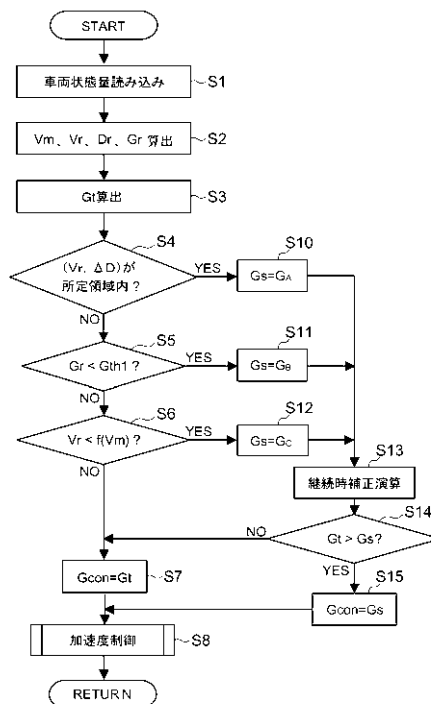 START
車両状態量読み込み
S1
Vm、Vr、Dr、Gr 算出
S2
Gt算出
S3
S4
(Vr, ΔD)が
所定領域内?
YES
S10
Gs=GA
NO
S5
Gr < Gth1?
YES
S11
Gs=GB
NO
S6
Vr < f(Vm)?
YES
S12
Gs=GC
NO
S13
継続時補正演算
S14
Gt > Gs?
NO
YES
Gcon=Gt
S7
S15
Gcon=Gs
加速度制御
S8
RETURN